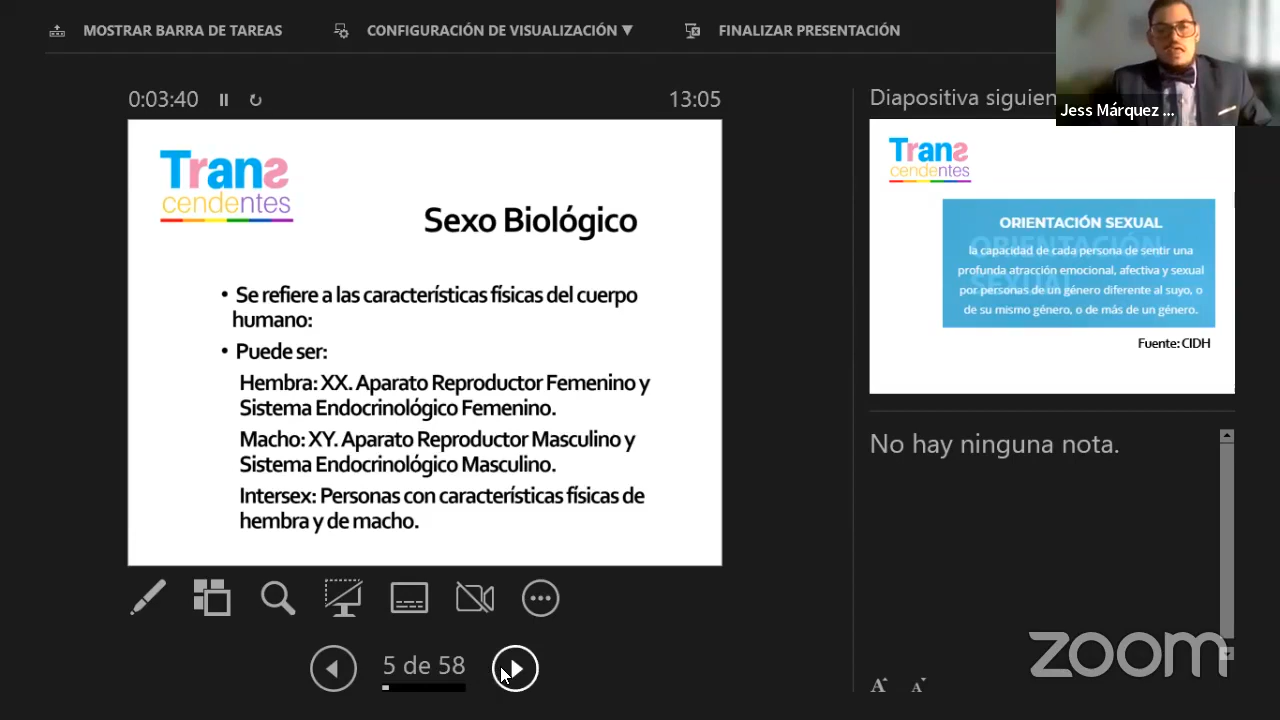 MOSTRAR BARRA DE TAREAS
CONFIGURACIÓN DE VISUALIZACIÓN ▼
FINALIZAR PRESENTACIÓN
0:03:40
13:05
Trans
cendentes
Sexo Biológico
• Se refiere a las características físicas del cuerpo
humano:
• Puede ser:
Hembra: XX. Aparato Reproductor Femenino y
Sistema Endocrinológico Femenino.
Macho: XY. Aparato Reproductor Masculino y
Sistema Endocrinológico Masculino.
Intersex: Personas con características físicas de
hembra y de macho.
5 de 58
Jess Márquez ...
Diapositiva siguien
Trans
cendentes
ORIENTACIÓN SEXUAL
ORIENTACIÓN
SEXUAL
la capacidad de cada persona de sentir una
profunda atracción emocional, afectiva y sexual
por personas de un género diferente al suyo, o
de su mismo género, o de más de un género.
Fuente: CIDH
No hay ninguna nota.
A A
zoom